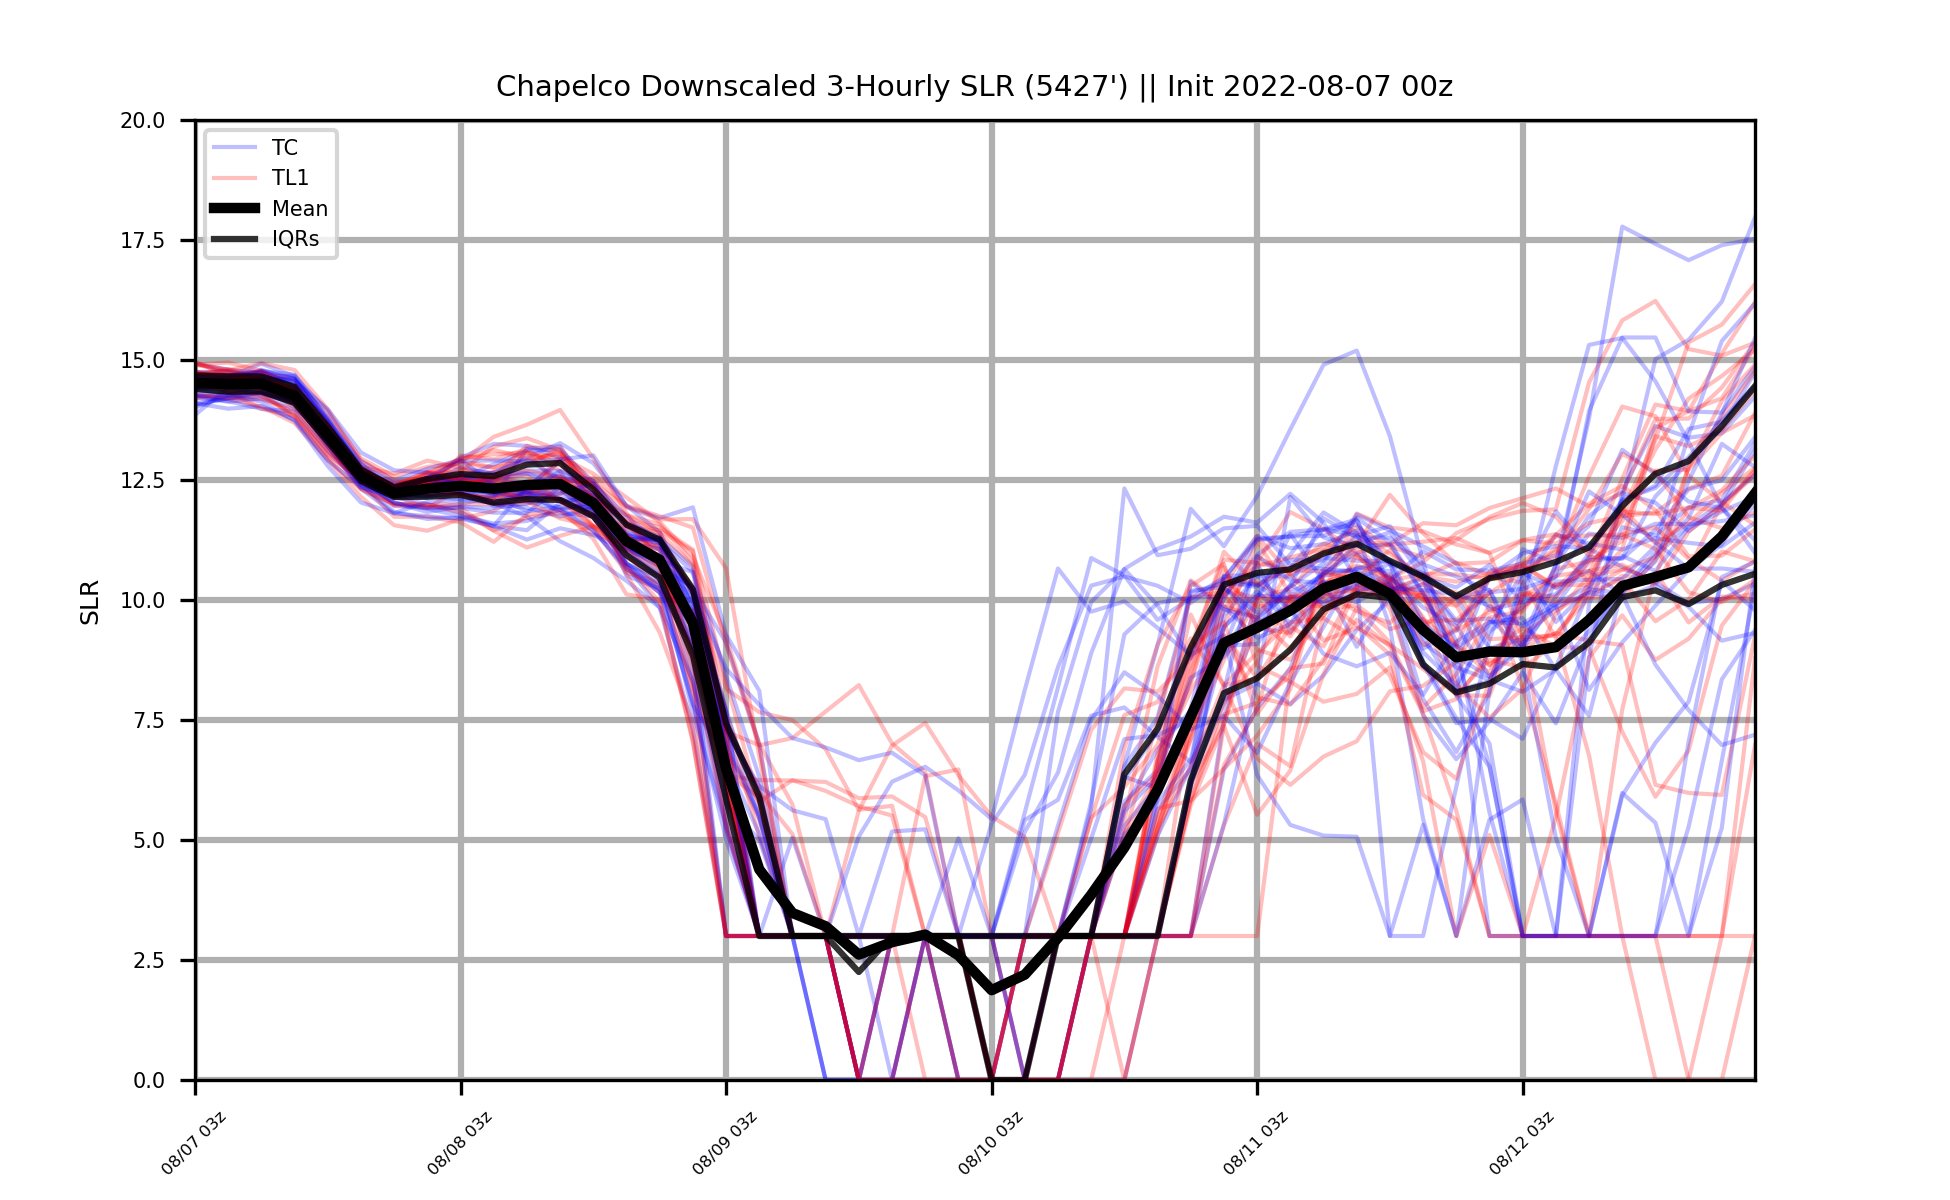 Chapelco Downscaled 3-Hourly SLR (5427') || Init 2022-08-07 00z
20.0
17.5
15.0
12.5
10.0
7.5
5.0
2.5
0.0
SLR
TC
TL1
Mean
IQRs
08/07 03z
08/08 03z
08/09 03z
08/10 03z
08/11 03z
08/12 03z